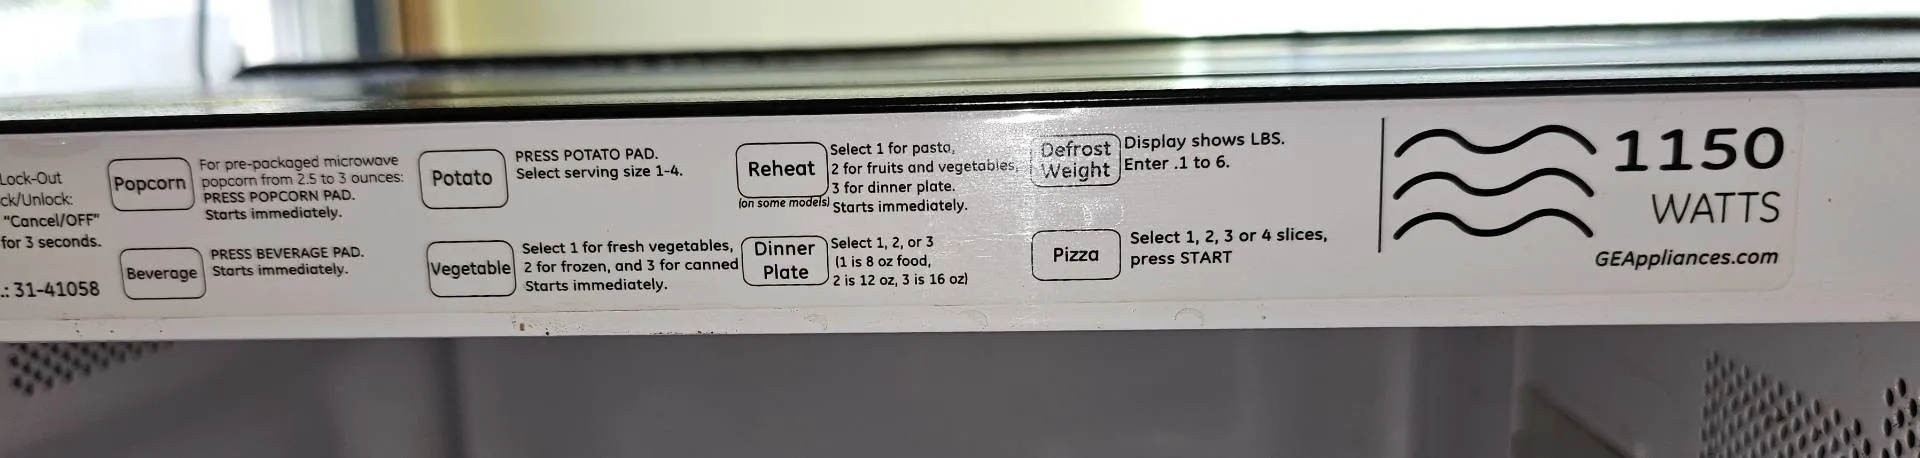 Lock-Out
ck/Unlock:
"Cancel/OFF"
for 3 seconds.
.: 31-41058
Popcorn
For pre-packaged microwave
popcorn from 2.5 to 3 ounces:
PRESS POPCORN PAD.
Starts immediately.
Beverage
PRESS BEVERAGE PAD.
Starts immediately.
Potato
PRESS POTATO PAD.
Select serving size 1-4.
Vegetable
Select 1 for fresh vegetables,
2 for frozen, and 3 for canned
Starts immediately.
Reheat
(on some models)
Select 1 for pasta,
2 for fruits and vegetables,
3 for dinner plate.
Starts immediately.
Dinner
Plate
Select 1, 2, or 3
(1 is 8 oz food,
2 is 12 oz, 3 is 16 oz)
Defrost
Weight
Display shows LBS.
Enter .1 to 6.
Pizza
Select 1, 2, 3 or 4 slices,
press START
1150
WATTS
GEAppliances.com